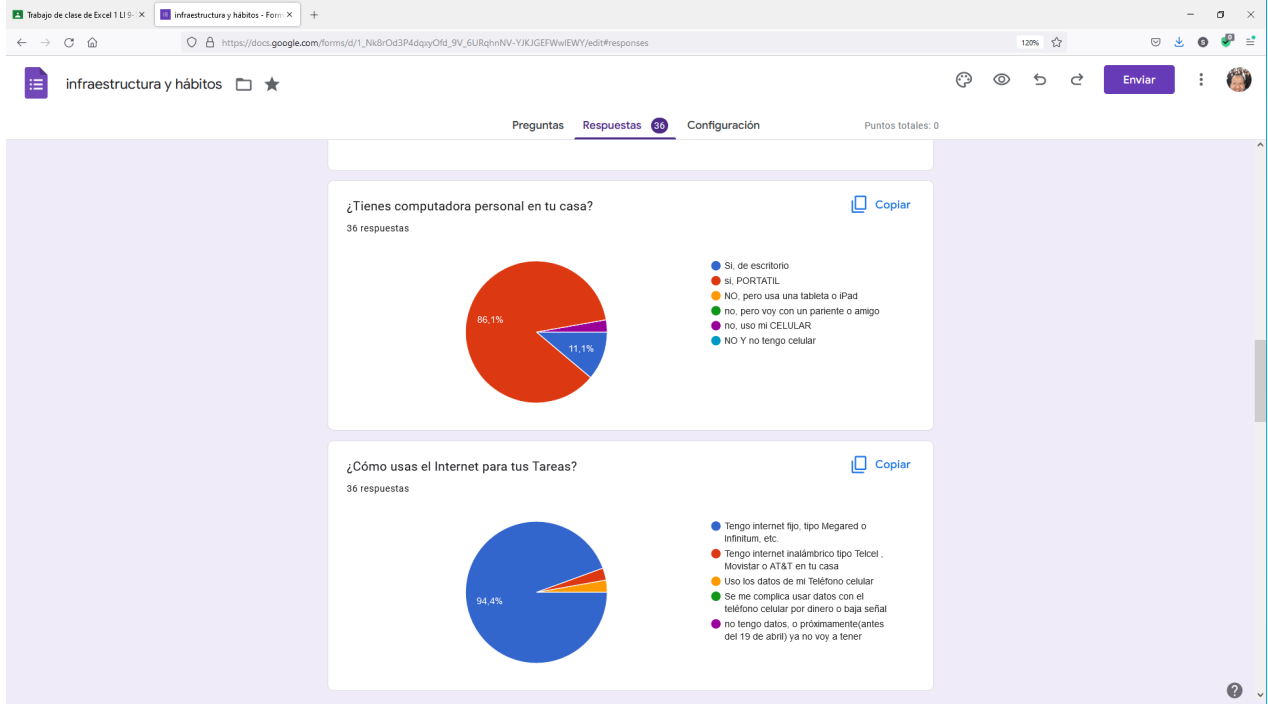 Trabajo de clase de Excel 1 LI 9-
infraestructura y hábitos - Form
https://docs.google.com/forms/d/1_Nk8rOd3P4dqxyOfd_9V_6URqhnNV-YJKJGEFWwlEWY/edit#responses
120%
infraestructura y hábitos
Enviar
Preguntas Respuestas 36 Configuración Puntos totales: 0
¿Tienes computadora personal en tu casa?
Copiar
36 respuestas
86,1%
11,1%
Si, de escritorio
si, PORTATIL
NO, pero usa una tableta o iPad
no, pero voy con un pariente o amigo
no, uso mi CELULAR
NO Y no tengo celular
¿Cómo usas el Internet para tus Tareas?
Copiar
36 respuestas
94,4%
Tengo internet fijo, tipo Megared o
Infinitum, etc.
Tengo internet inalámbrico tipo Telcel ,
Movistar o AT&T en tu casa
Uso los datos de mi Teléfono celular
Se me complica usar datos con el
teléfono celular por dinero o baja señal
no tengo datos, o próximamente(antes
del 19 de abril) ya no voy a tener